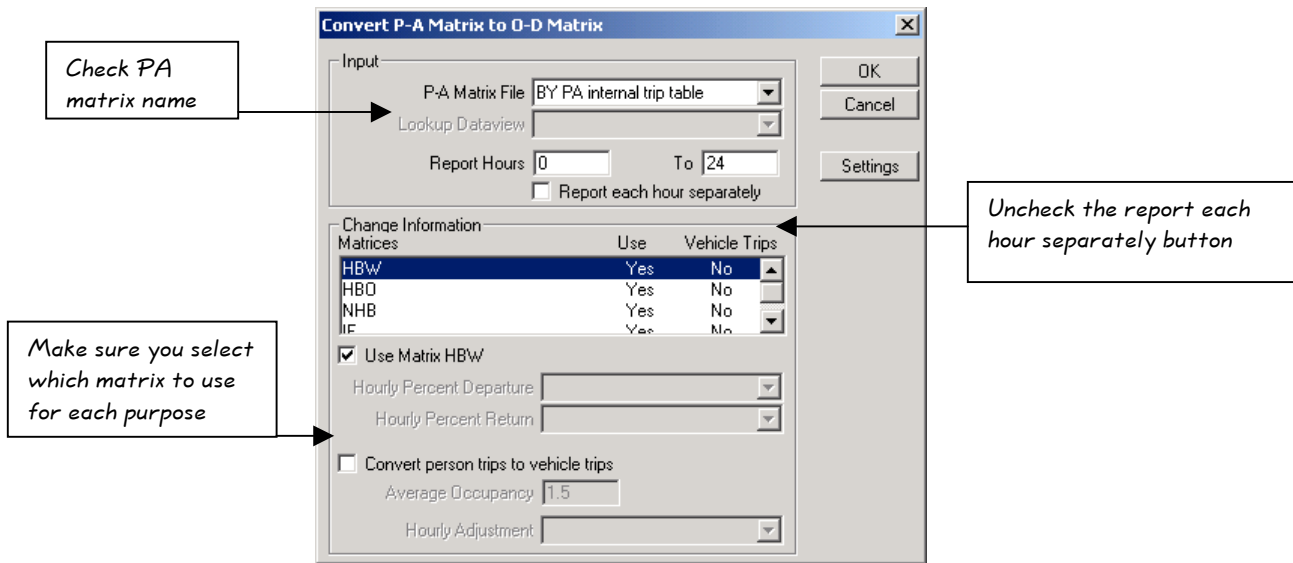 Convert P-A Matrix to O-D Matrix
Check PA
matrix name
Input
P-A Matrix File BY PA internal trip table
Lookup Dataview
Report Hours 0 To 24
Report each hour separately
OK
Cancel
Settings
Uncheck the report each
hour separately button
Change Information
Matrices Use Vehicle Trips
HBW Yes No
HBO Yes No
NHB Yes No
IE Yes No
Make sure you select
which matrix to use
for each purpose
Use Matrix HBW
Hourly Percent Departure
Hourly Percent Return
Convert person trips to vehicle trips
Average Occupancy 1.5
Hourly Adjustment